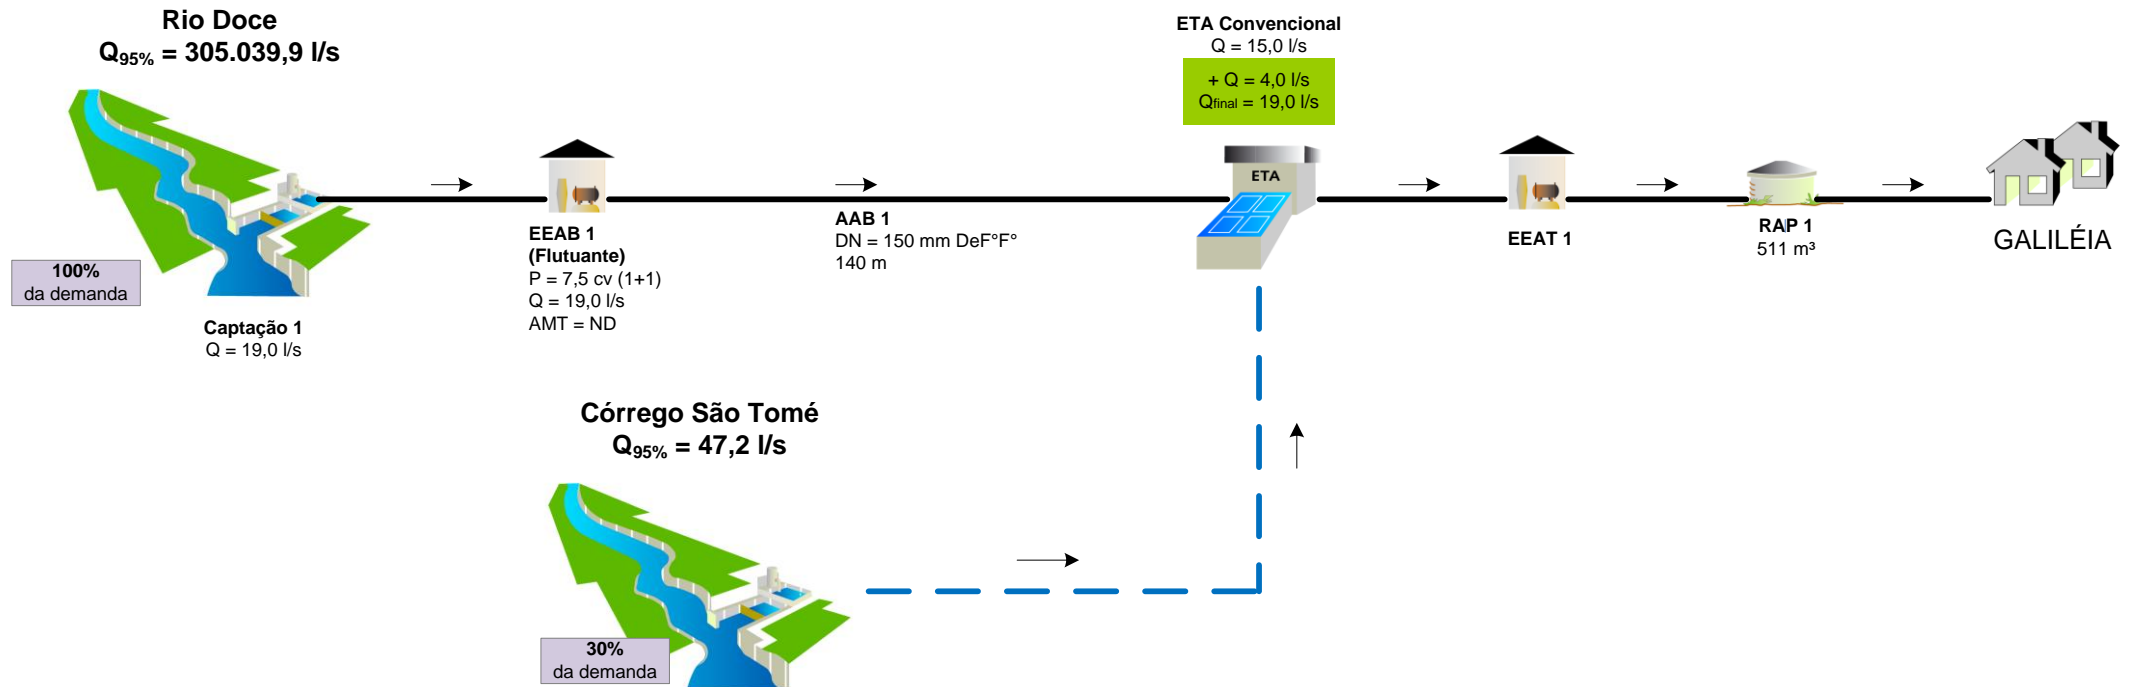 Rio Doce
Q95% = 305.039,9 l/s
100%
da demanda
Captação 1
Q = 19,0 l/s
EEAB 1
(Flutuante)
P = 7,5 cv (1+1)
Q = 19,0 l/s
AMT = ND
AAB 1
DN = 150 mm DeF°F°
140 m
ETA Convencional
Q = 15,0 l/s
+ Q = 4,0 l/s
Qfinal = 19,0 l/s
ETA
EEAT 1
RAP 1
511 m³
GALILÉIA
Córrego São Tomé
Q95% = 47,2 l/s
30%
da demanda